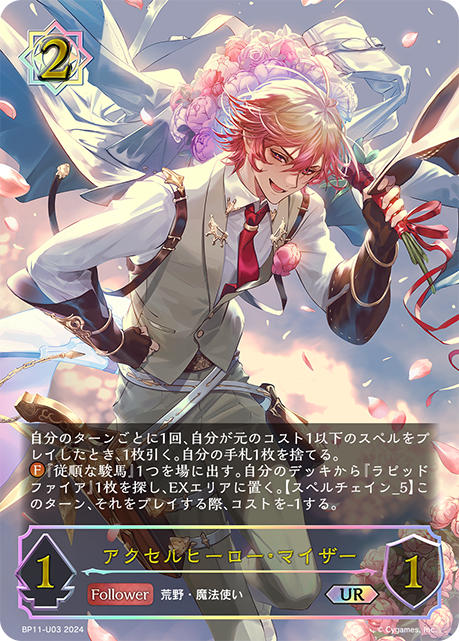 2
自分のターンごとに1回、自分が元のコスト1以下のスペルをプ
レイしたとき、1枚引く。自分の手札1枚を捨てる。
F『従順な駿馬』1つを場に出す。自分のデッキから『ラピッド
ファイア』1枚を探し、EXエリアに置く。【スペルチェイン_5】こ
のターン、それをプレイする際、コストを-1する。
アクセルヒーロー・マイザー
1
Follower 荒野・魔法使い
UR
1
BP11-U03 2024
© Cygames, Inc.